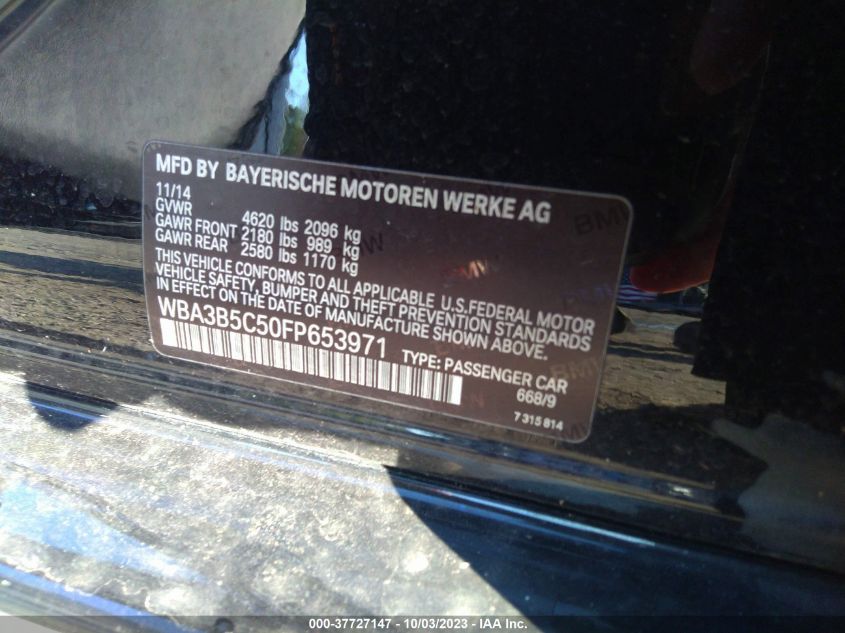 MFD BY BAYERISCHE MOTOREN WERKE AG
11/14
GVWR 4620 lbs 2096 kg
GAWR FRONT 2180 lbs 989 kg
GAWR REAR 2580 lbs 1170 kg
THIS VEHICLE CONFORMS TO ALL APPLICABLE U.S.FEDERAL MOTOR
VEHICLE SAFETY, BUMPER AND THEFT PREVENTION STANDARDS
IN EFFECT ON THE DATE OF MANUFACTURE SHOWN ABOVE.
WBA3B5C50FP653971
TYPE: PASSENGER CAR
668/9
7 315 814
000-37727147 - 10/03/2023 - IAA Inc.